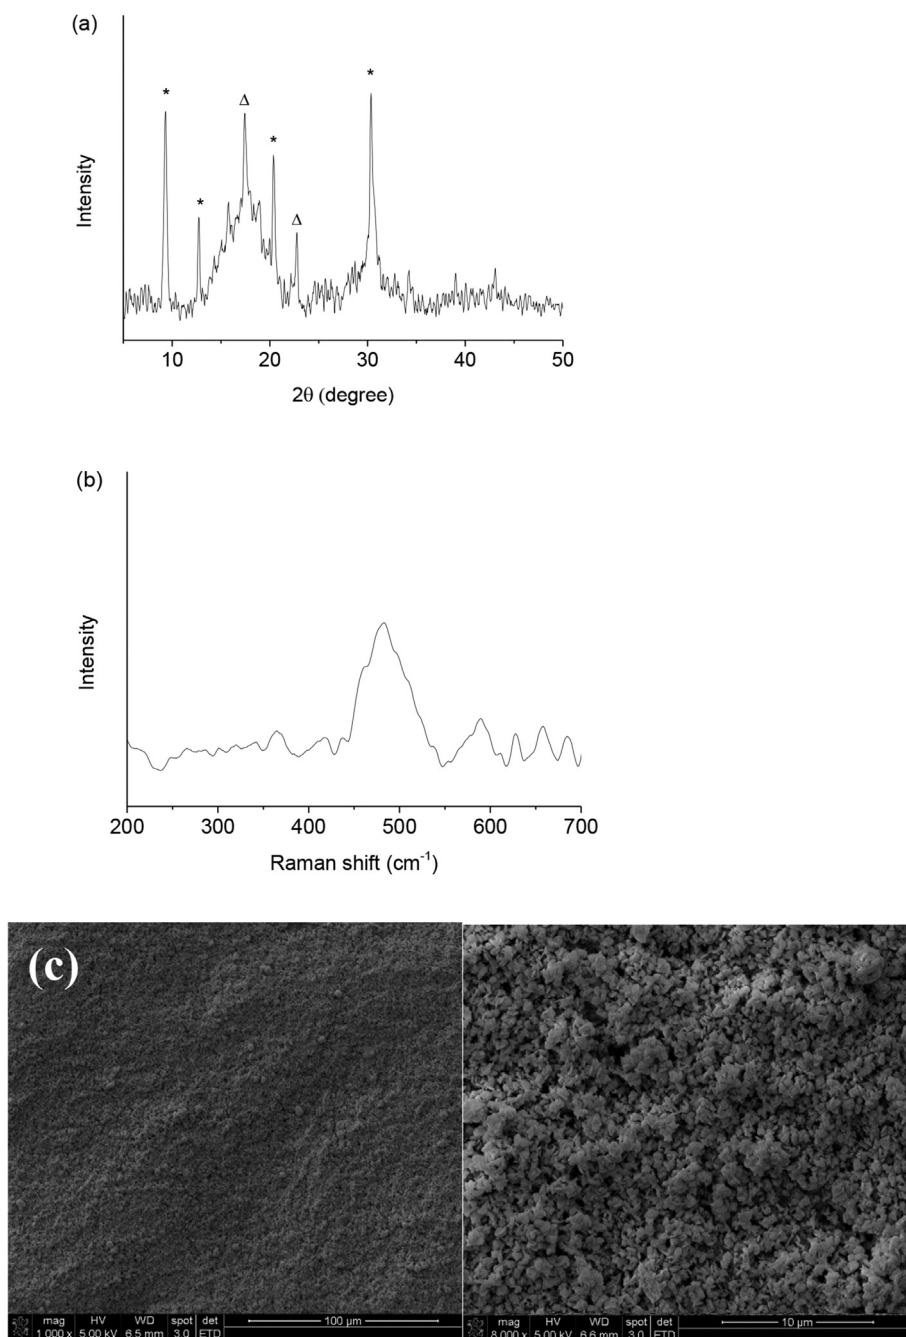 (a)
*
*
Δ
*
Δ
*
Intensity
10 20 30 40 50
2θ (degree)
(b)
Intensity
200 300 400 500 600 700
Raman shift (cm⁻¹)
(c)
mag HV WD spot det
1 000 x 5.00 kV 6.5 mm 3.0 ETD
100 µm
mag HV WD spot det
8 000 x 5.00 kV 6.6 mm 3.0 ETD
10 µm